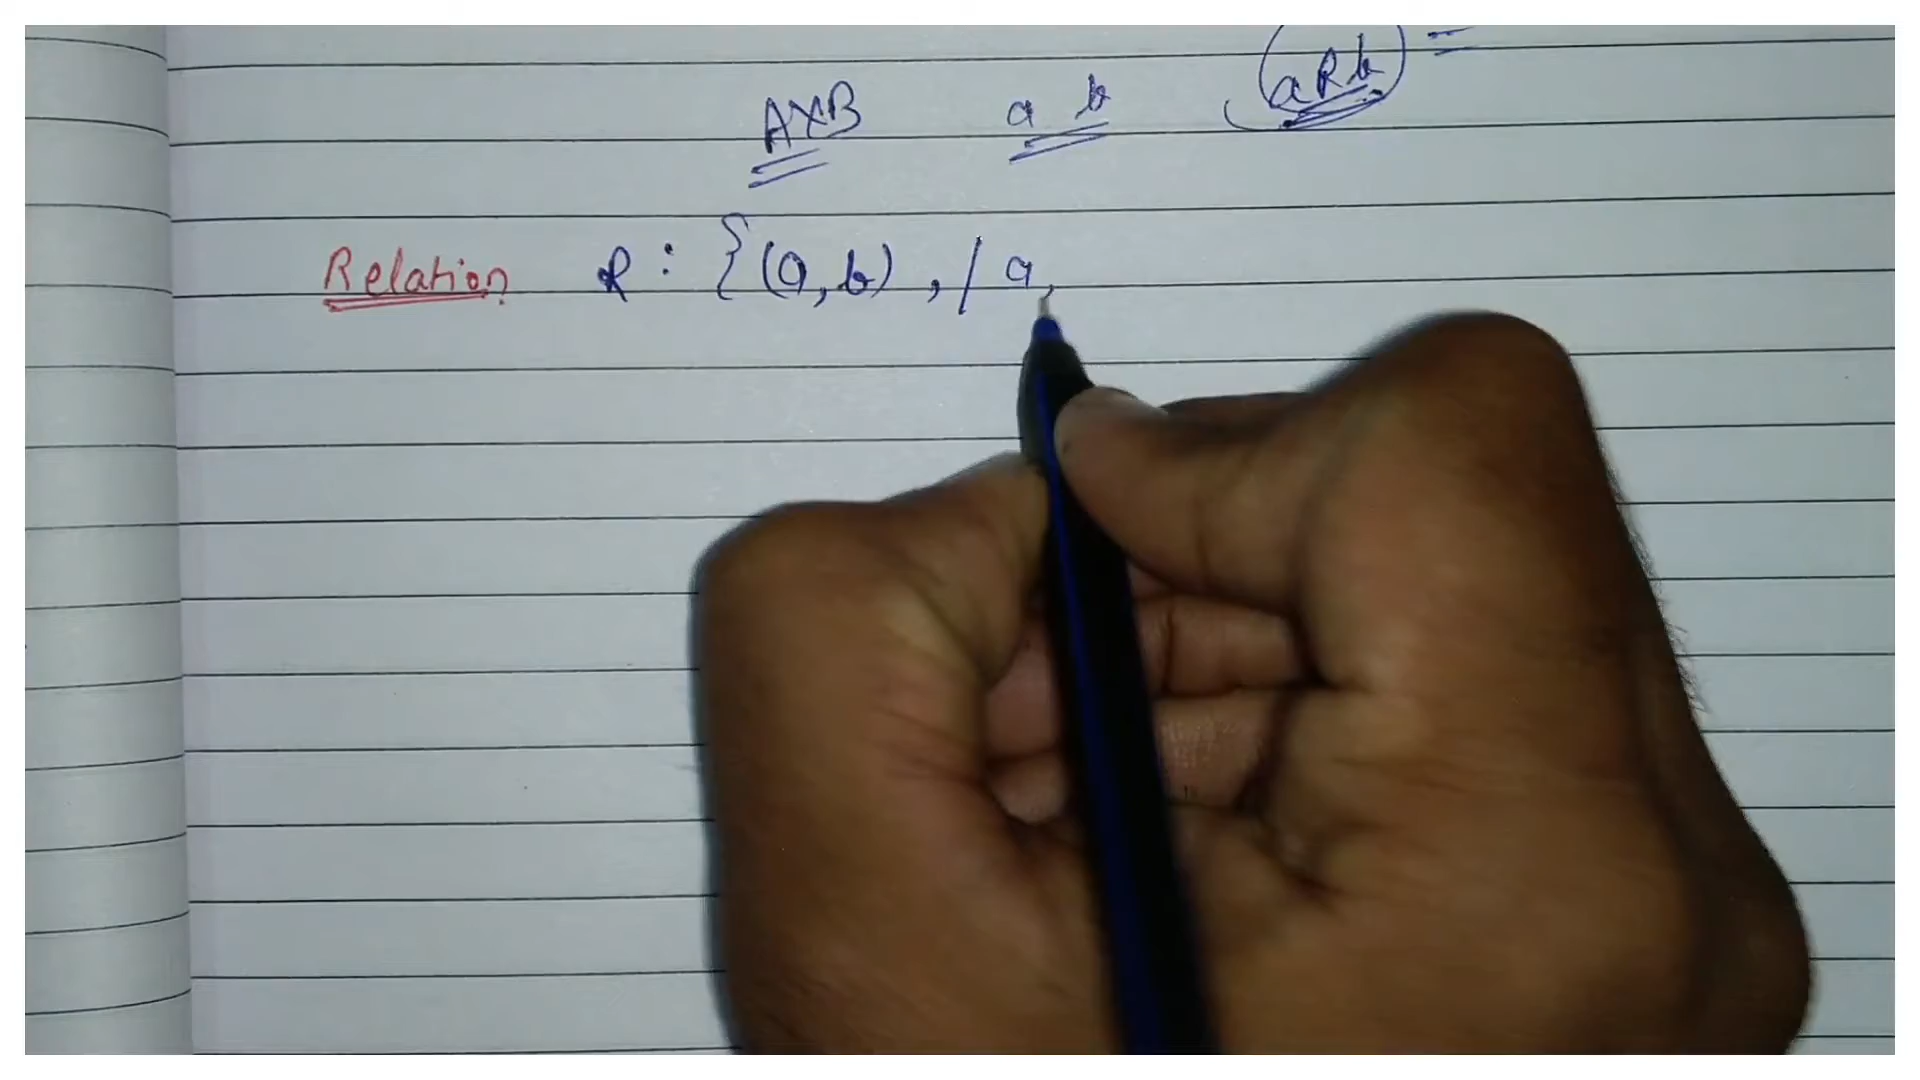 A×B a b aRb =
Relation R : {(a,b) , / a,